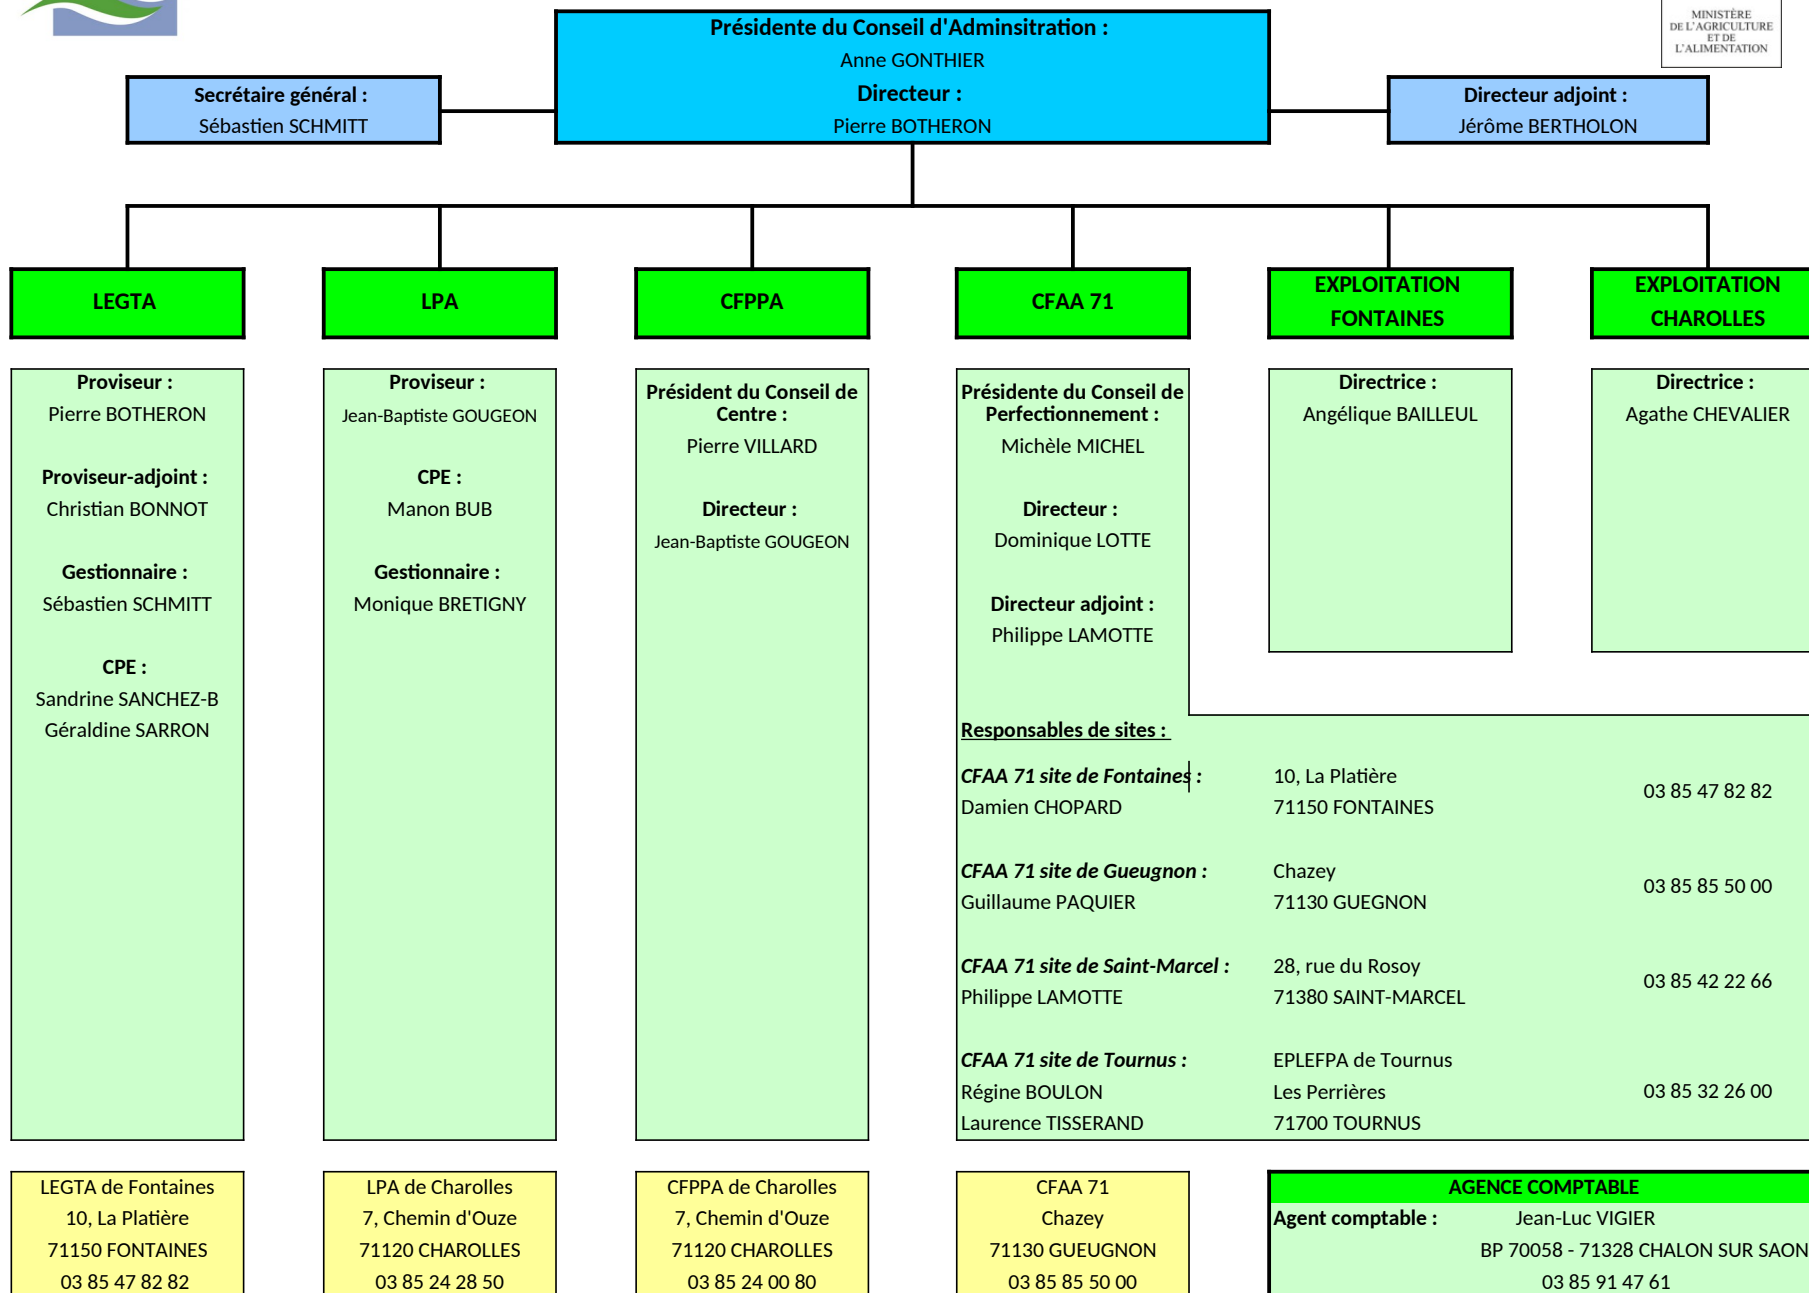 MINISTÈRE
DE L'AGRICULTURE
ET DE
L'ALIMENTATION
Présidente du Conseil d'Adminsitration :
Anne GONTHIER
Directeur :
Pierre BOTHERON
Secrétaire général :
Sébastien SCHMITT
Directeur adjoint :
Jérôme BERTHOLON
LEGTA
LPA
CFPPA
CFAA 71
EXPLOITATION
FONTAINES
EXPLOITATION
CHAROLLES
Proviseur :
Pierre BOTHERON
Proviseur-adjoint :
Christian BONNOT
Gestionnaire :
Sébastien SCHMITT
CPE :
Sandrine SANCHEZ-B
Géraldine SARRON
Proviseur :
Jean-Baptiste GOUGEON
CPE :
Manon BUB
Gestionnaire :
Monique BRETIGNY
Président du Conseil de
Centre :
Pierre VILLARD
Directeur :
Jean-Baptiste GOUGEON
Présidente du Conseil de
Perfectionnement :
Michèle MICHEL
Directeur :
Dominique LOTTE
Directeur adjoint :
Philippe LAMOTTE
Directrice :
Angélique BAILLEUL
Directrice :
Agathe CHEVALIER
Responsables de sites :
CFAA 71 site de Fontaines :
Damien CHOPARD
10, La Platière
71150 FONTAINES
03 85 47 82 82
CFAA 71 site de Gueugnon :
Guillaume PAQUIER
Chazey
71130 GUEGNON
03 85 85 50 00
CFAA 71 site de Saint-Marcel :
Philippe LAMOTTE
28, rue du Rosoy
71380 SAINT-MARCEL
03 85 42 22 66
CFAA 71 site de Tournus :
Régine BOULON
Laurence TISSERAND
EPLEFPA de Tournus
Les Perrières
71700 TOURNUS
03 85 32 26 00
LEGTA de Fontaines
10, La Platière
71150 FONTAINES
03 85 47 82 82
LPA de Charolles
7, Chemin d'Ouze
71120 CHAROLLES
03 85 24 28 50
CFPPA de Charolles
7, Chemin d'Ouze
71120 CHAROLLES
03 85 24 00 80
CFAA 71
Chazey
71130 GUEUGNON
03 85 85 50 00
AGENCE COMPTABLE
Agent comptable : Jean-Luc VIGIER
BP 70058 - 71328 CHALON SUR SAON
03 85 91 47 61